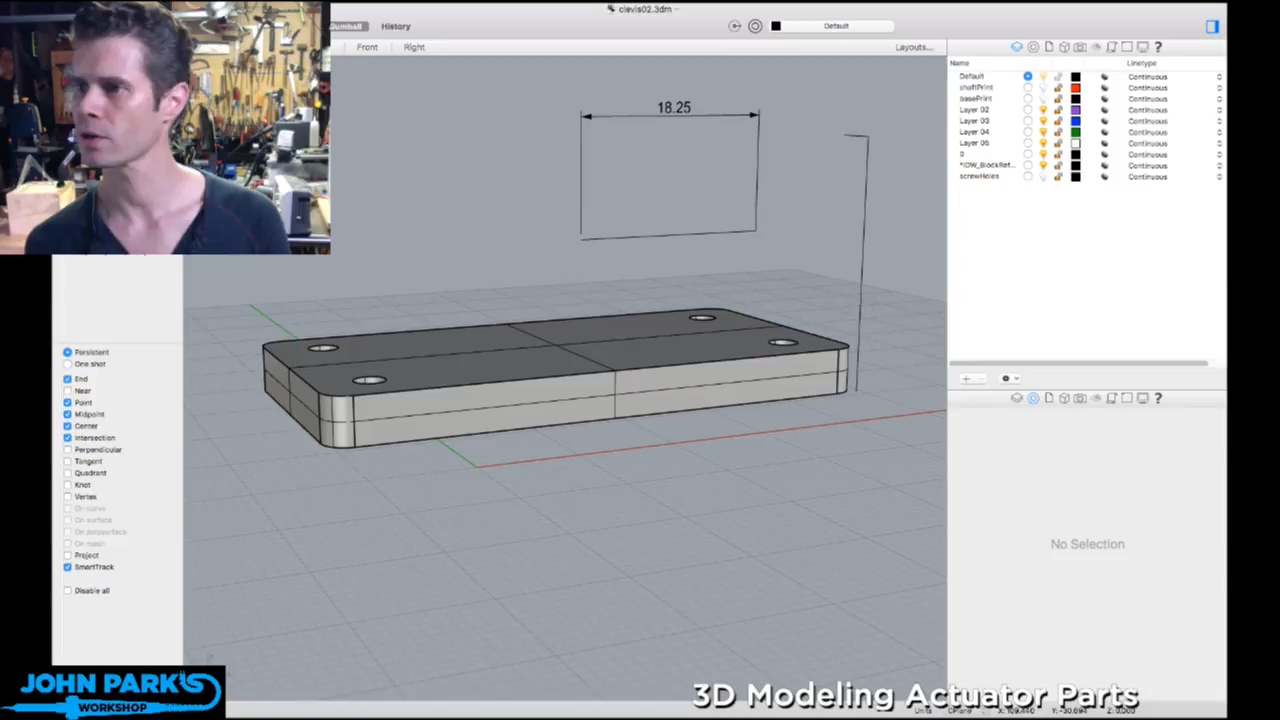 clevis02.3dm
Gumball
History
Default
Front
Right
Layouts...
Name
Linetype
Default
Continuous
shaftPrint
Continuous
basePrint
Continuous
Layer 02
Continuous
Layer 03
Continuous
Layer 04
Continuous
Layer 05
Continuous
0
Continuous
Continuous
screwHoles
Continuous
18.25
Persistent
One shot
End
Near
Point
Midpoint
Center
Intersection
Perpendicular
Tangent
Quadrant
Knot
Vertex
On curve
On surface
On polysurface
On mesh
Project
SmartTrack
Disable all
No Selection
JOHN PARK'S
WORKSHOP
3D Modeling Actuator Parts
Units
CPlane